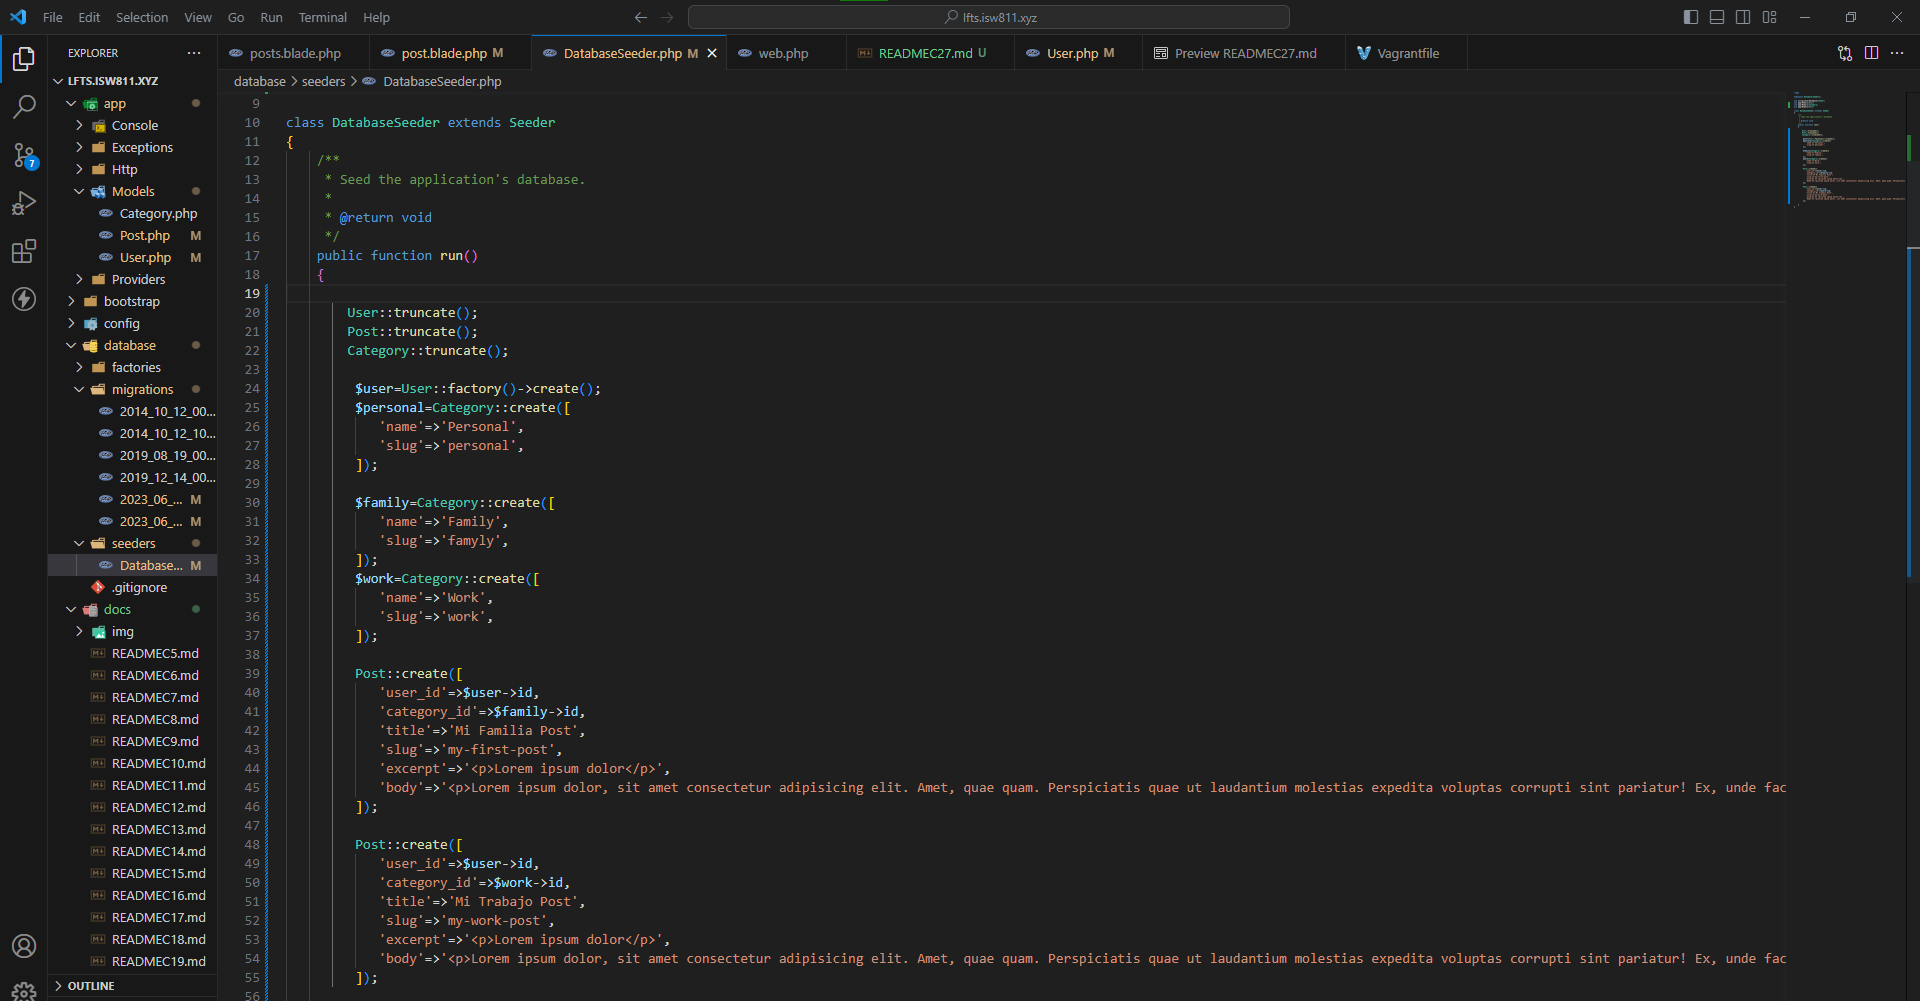 File Edit Selection View Go Run Terminal Help
lfts.isw811.xyz
EXPLORER
posts.blade.php
post.blade.php M
DatabaseSeeder.php M
web.php
READMEC27.md U
User.php M
Preview READMEC27.md
Vagrantfile
LFTS.ISW811.XYZ
database > seeders > DatabaseSeeder.php
app
Console
Exceptions
Http
Models
Category.php
Post.php M
User.php M
Providers
bootstrap
config
database
factories
migrations
2014_10_12_00...
2014_10_12_10...
2019_08_19_00...
2019_12_14_00...
2023_06_... M
2023_06_... M
seeders
Database... M
.gitignore
docs
img
READMEC5.md
READMEC6.md
READMEC7.md
READMEC8.md
READMEC9.md
READMEC10.md
READMEC11.md
READMEC12.md
READMEC13.md
READMEC14.md
READMEC15.md
READMEC16.md
READMEC17.md
READMEC18.md
READMEC19.md
OUTLINE
7
9
10 class DatabaseSeeder extends Seeder
11 {
12 /**
13 * Seed the application's database.
14 *
15 * @return void
16 */
17 public function run()
18 {
19
20 User::truncate();
21 Post::truncate();
22 Category::truncate();
23
24 $user=User::factory()->create();
25 $personal=Category::create([
26 'name'=>'Personal',
27 'slug'=>'personal',
28 ]);
29
30 $family=Category::create([
31 'name'=>'Family',
32 'slug'=>'famyly',
33 ]);
34 $work=Category::create([
35 'name'=>'Work',
36 'slug'=>'work',
37 ]);
38
39 Post::create([
40 'user_id'=>$user->id,
41 'category_id'=>$family->id,
42 'title'=>'Mi Familia Post',
43 'slug'=>'my-first-post',
44 'excerpt'=>'<p>Lorem ipsum dolor</p>',
45 'body'=>'<p>Lorem ipsum dolor, sit amet consectetur adipisicing elit. Amet, quae quam. Perspiciatis quae ut laudantium molestias expedita voluptas corrupti sint pariatur! Ex, unde fac
46 ]);
47
48 Post::create([
49 'user_id'=>$user->id,
50 'category_id'=>$work->id,
51 'title'=>'Mi Trabajo Post',
52 'slug'=>'my-work-post',
53 'excerpt'=>'<p>Lorem ipsum dolor</p>',
54 'body'=>'<p>Lorem ipsum dolor, sit amet consectetur adipisicing elit. Amet, quae quam. Perspiciatis quae ut laudantium molestias expedita voluptas corrupti sint pariatur! Ex, unde fac
55 ]);
56